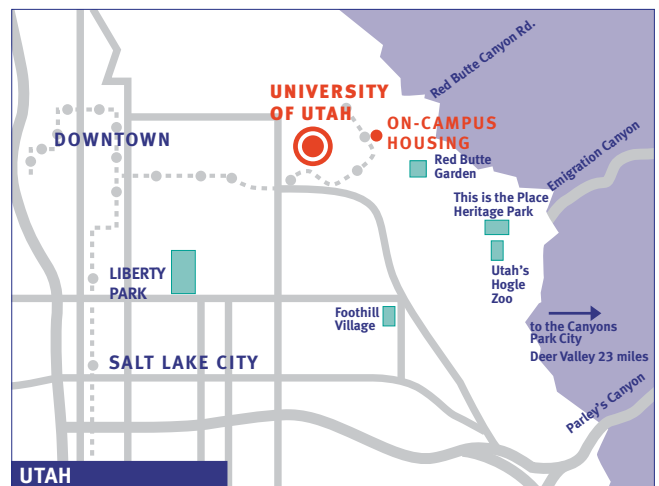 Red Butte Canyon Rd.
UNIVERSITY
OF UTAH
ON-CAMPUS
HOUSING
DOWNTOWN
Red Butte
Garden
Emigration Canyon
This is the Place
Heritage Park
LIBERTY
PARK
Utah's
Hogle
Zoo
Foothill
Village
to the Canyons
Park City
Deer Valley 23 miles
SALT LAKE CITY
Parley's Canyon
UTAH